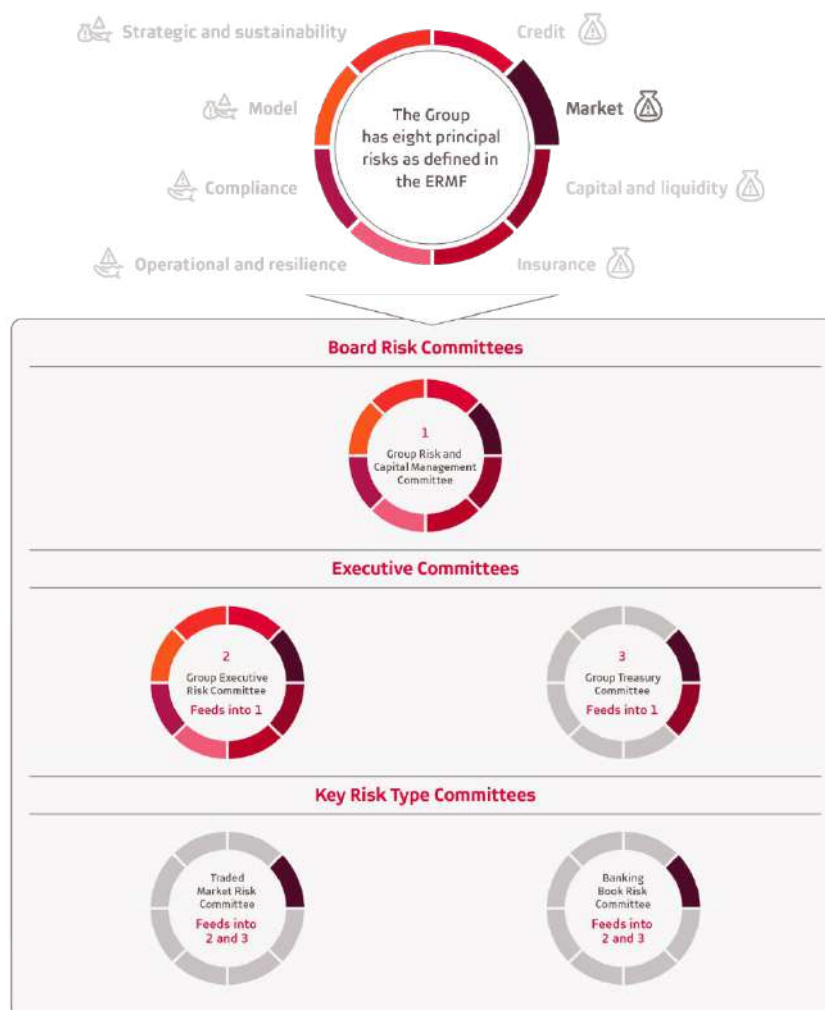 Strategic and sustainability
Credit
Model
The Group
has eight principal
risks as defined in
the ERMF
Market
Compliance
Capital and liquidity
Operational and resilience
Insurance
Board Risk Committees
1
Group Risk and
Capital Management
Committee
Executive Committees
2
Group Executive
Risk Committee
Feeds into 1
3
Group Treasury
Committee
Feeds into 1
Key Risk Type Committees
Traded
Market Risk
Committee
Feeds into
2 and 3
Banking
Book Risk
Committee
Feeds into
2 and 3